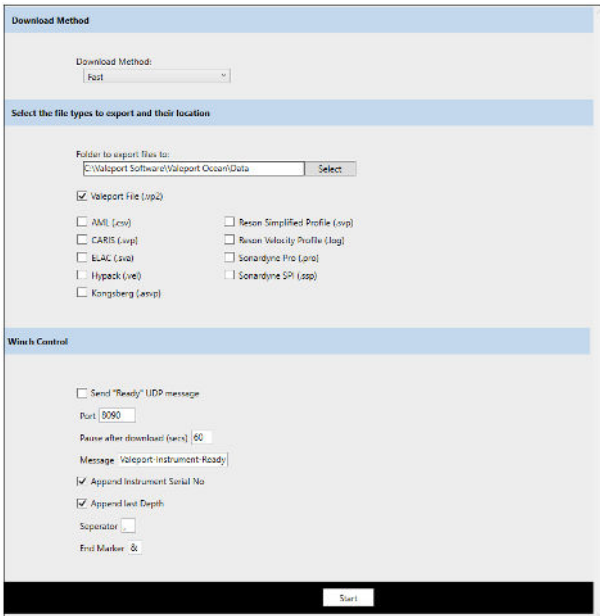 Download Method
Download Method:
Fast
Select the file types to export and their location
Folder to export files to:
C:\Valeport Software\Valeport Ocean\Data Select
Valeport File (.vp2)
AML (.csv) Reson Simplified Profile (.svp)
CARIS (.svp) Reson Velocity Profile (.log)
ELAC (.sva) Sonardyne Pro (.pro)
Hypack (.vel) Sonardyne SPI (.ssp)
Kongsberg (.asvp)
Winch Control
Send "Ready" UDP message
Port 8090
Pause after download (secs) 60
Message Valeport-Instrument-Ready
Append Instrument Serial No
Append last Depth
Seperator
End Marker &
Start